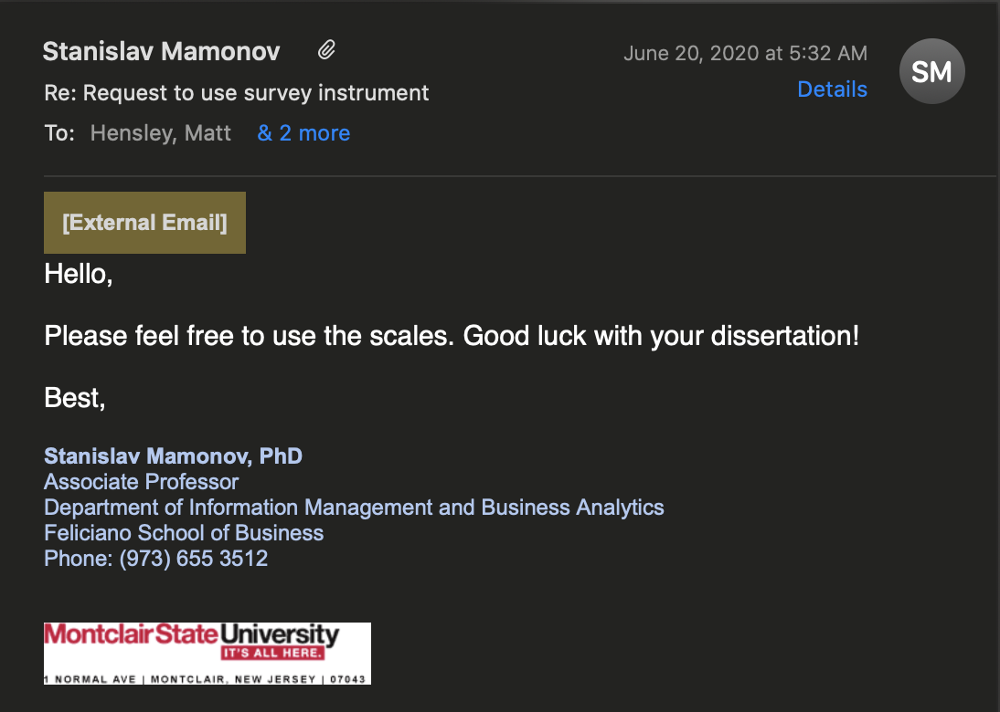 Stanislav Mamonov
June 20, 2020 at 5:32 AM
SM
Re: Request to use survey instrument
Details
To: Hensley, Matt & 2 more
[External Email]
Hello,
Please feel free to use the scales. Good luck with your dissertation!
Best,
Stanislav Mamonov, PhD
Associate Professor
Department of Information Management and Business Analytics
Feliciano School of Business
Phone: (973) 655 3512
Montclair State University
IT'S ALL HERE.
1 NORMAL AVE | MONTCLAIR, NEW JERSEY | 07043